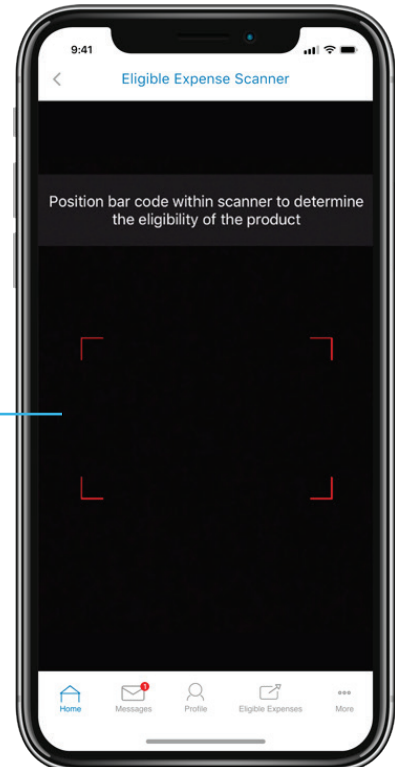 9:41
Eligible Expense Scanner
Position bar code within scanner to determine
the eligibility of the product
1
Home Messages Profile Eligible Expenses More